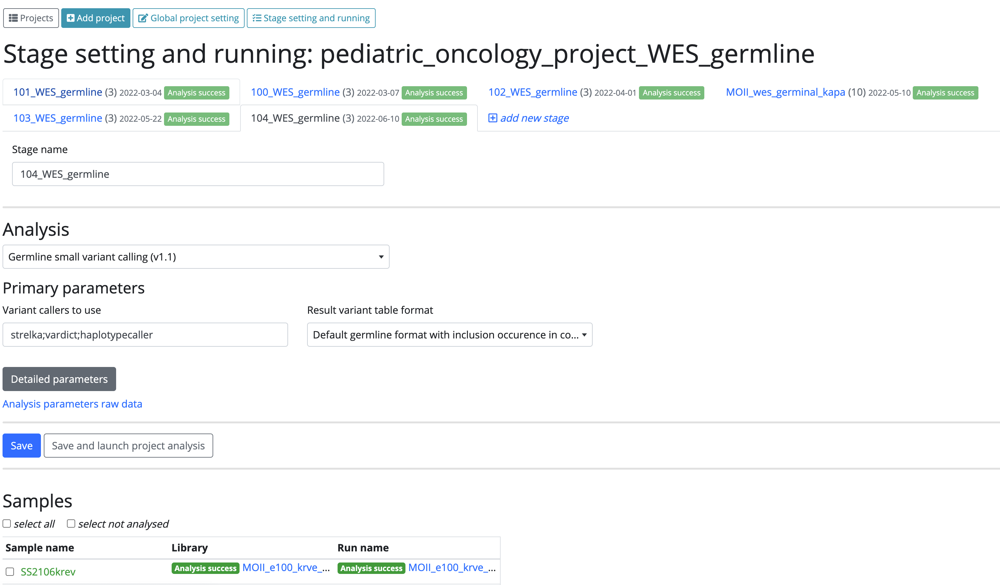 Projects Add project Global project setting Stage setting and running
Stage setting and running: pediatric_oncology_project_WES_germline
101_WES_germline (3) 2022-03-04 Analysis success 100_WES_germline (3) 2022-03-07 Analysis success 102_WES_germline (3) 2022-04-01 Analysis success MOII_wes_germinal_kapa (10) 2022-05-10 Analysis success
103_WES_germline (3) 2022-05-22 Analysis success 104_WES_germline (3) 2022-06-10 Analysis success add new stage
Stage name
104_WES_germline
Analysis
Germline small variant calling (v1.1)
Primary parameters
Variant callers to use Result variant table format
strelka;vardict;haplotypecaller Default germline format with inclusion occurence in co...
Detailed parameters
Analysis parameters raw data
Save Save and launch project analysis
Samples
select all select not analysed
Sample name Library Run name
SS2106krev Analysis success MOII_e100_krve_... Analysis success MOII_e100_krve_...